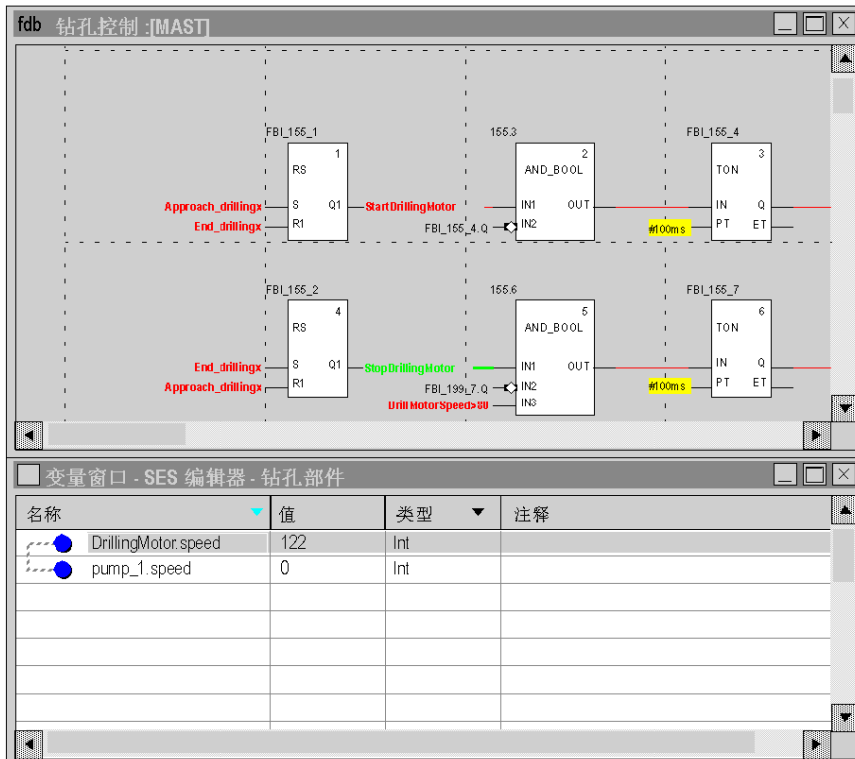 fdb 钻孔控制 :[MAST]
FBI_155_1 155.3 FBI_155_4
1 2 3
RS AND_BOOL TON
Approach_drillingx S Q1 StartDrillingMotor IN1 OUT IN Q
End_drillingx R1 FBI_155_4.Q IN2 #100ms PT ET
FBI_155_2 155.6 FBI_155_7
4 5 6
RS AND_BOOL TON
End_drillingx S Q1 StopDrillingMotor IN1 OUT IN Q
Approach_drillingx R1 FBI_199_7.Q IN2 #100ms PT ET
IN3
变量窗口 - SES 编辑器 - 钻孔部件
名称 值 类型 注释
DrillingMotor.speed 122 Int
pump_1.speed 0 Int